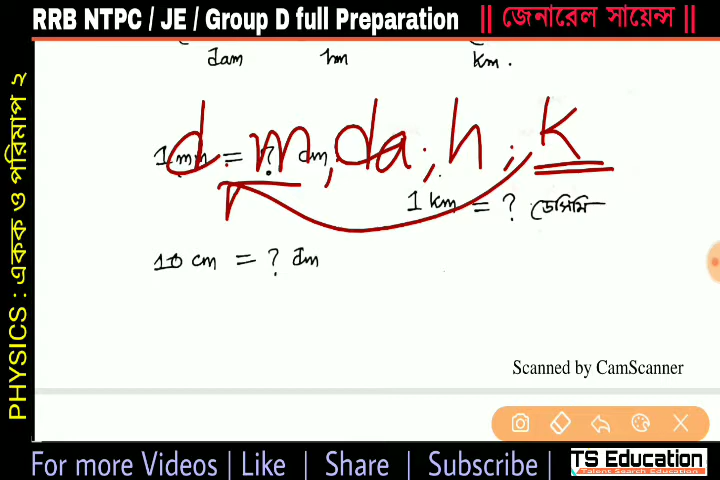 RRB NTPC / JE / Group D full Preparation || জেনারেল সায়েন্স ||
PHYSICS : একক ও পরিমাপ ২
dam hm km .
1 mm = ? dm
d m, da ; h ; k
1 km = ? ডেসিমি
10 cm = ? dm
Scanned by CamScanner
For more Videos | Like | Share | Subscribe |
TS Education
Talent Search Education